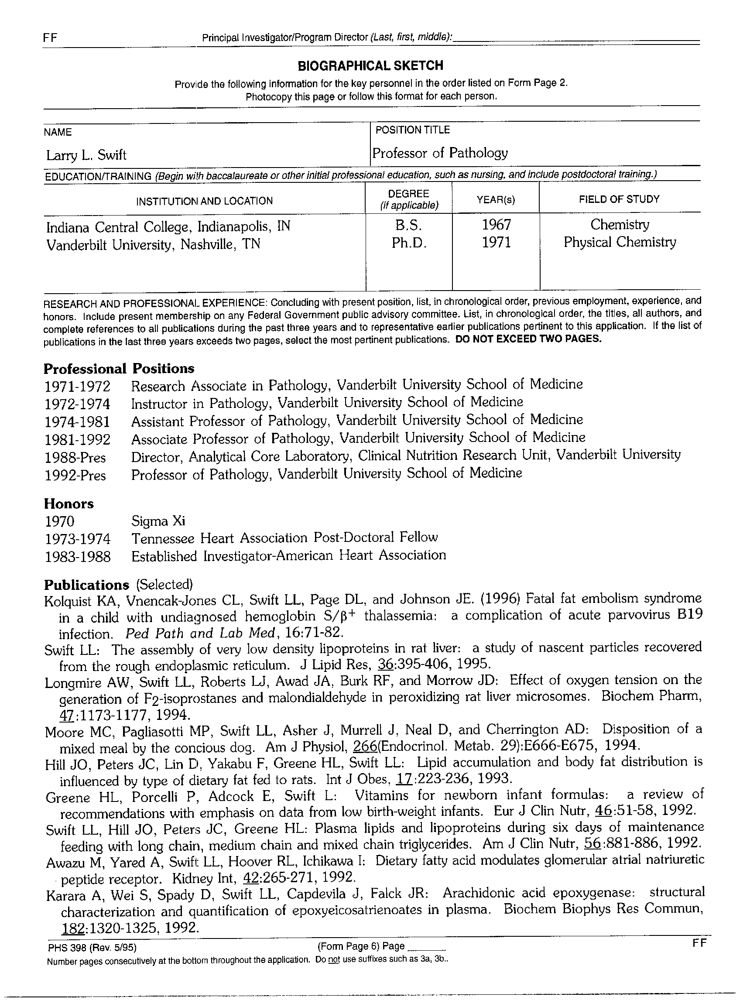 FF
Principal Investigator/Program Director (Last, first, middle):
BIOGRAPHICAL SKETCH
Provide the following information for the key personnel in the order listed on Form Page 2.
Photocopy this page or follow this format for each person.
NAME
POSITION TITLE
Larry L. Swift
Professor of Pathology
EDUCATION/TRAINING (Begin with baccalaureate or other initial professional education, such as nursing, and include postdoctoral training.)
INSTITUTION AND LOCATION
DEGREE
(if applicable)
YEAR(s)
FIELD OF STUDY
Indiana Central College, Indianapolis, IN B.S. 1967 Chemistry
Vanderbilt University, Nashville, TN Ph.D. 1971 Physical Chemistry
RESEARCH AND PROFESSIONAL EXPERIENCE: Concluding with present position, list, in chronological order, previous employment, experience, and
honors. Include present membership on any Federal Government public advisory committee. List, in chronological order, the titles, all authors, and
complete references to all publications during the past three years and to representative earlier publications pertinent to this application. If the list of
publications in the last three years exceeds two pages, select the most pertinent publications. DO NOT EXCEED TWO PAGES.
Professional Positions
1971-1972 Research Associate in Pathology, Vanderbilt University School of Medicine
1972-1974 Instructor in Pathology, Vanderbilt University School of Medicine
1974-1981 Assistant Professor of Pathology, Vanderbilt University School of Medicine
1981-1992 Associate Professor of Pathology, Vanderbilt University School of Medicine
1988-Pres Director, Analytical Core Laboratory, Clinical Nutrition Research Unit, Vanderbilt University
1992-Pres Professor of Pathology, Vanderbilt University School of Medicine
Honors
1970 Sigma Xi
1973-1974 Tennessee Heart Association Post-Doctoral Fellow
1983-1988 Established Investigator-American Heart Association
Publications (Selected)
Kolquist KA, Vnencak-Jones CL, Swift LL, Page DL, and Johnson JE. (1996) Fatal fat embolism syndrome
in a child with undiagnosed hemoglobin S/β+ thalassemia: a complication of acute parvovirus B19
infection. Ped Path and Lab Med, 16:71-82.
Swift LL: The assembly of very low density lipoproteins in rat liver: a study of nascent particles recovered
from the rough endoplasmic reticulum. J Lipid Res, 36:395-406, 1995.
Longmire AW, Swift LL, Roberts LJ, Awad JA, Burk RF, and Morrow JD: Effect of oxygen tension on the
generation of F2-isoprostanes and malondialdehyde in peroxidizing rat liver microsomes. Biochem Pharm,
47:1173-1177, 1994.
Moore MC, Pagliasotti MP, Swift LL, Asher J, Murrell J, Neal D, and Cherrington AD: Disposition of a
mixed meal by the concious dog. Am J Physiol, 266(Endocrinol. Metab. 29):E666-E675, 1994.
Hill JO, Peters JC, Lin D, Yakabu F, Greene HL, Swift LL: Lipid accumulation and body fat distribution is
influenced by type of dietary fat fed to rats. Int J Obes, 17:223-236, 1993.
Greene HL, Porcelli P, Adcock E, Swift L: Vitamins for newborn infant formulas: a review of
recommendations with emphasis on data from low birth-weight infants. Eur J Clin Nutr, 46:51-58, 1992.
Swift LL, Hill JO, Peters JC, Greene HL: Plasma lipids and lipoproteins during six days of maintenance
feeding with long chain, medium chain and mixed chain triglycerides. Am J Clin Nutr, 56:881-886, 1992.
Awazu M, Yared A, Swift LL, Hoover RL, Ichikawa I: Dietary fatty acid modulates glomerular atrial natriuretic
peptide receptor. Kidney Int, 42:265-271, 1992.
Karara A, Wei S, Spady D, Swift LL, Capdevila J, Falck JR: Arachidonic acid epoxygenase: structural
characterization and quantification of epoxyeicosatrienoates in plasma. Biochem Biophys Res Commun,
182:1320-1325, 1992.
PHS 398 (Rev. 5/95) (Form Page 6) Page FF
Number pages consecutively at the bottom throughout the application. Do not use suffixes such as 3a, 3b..